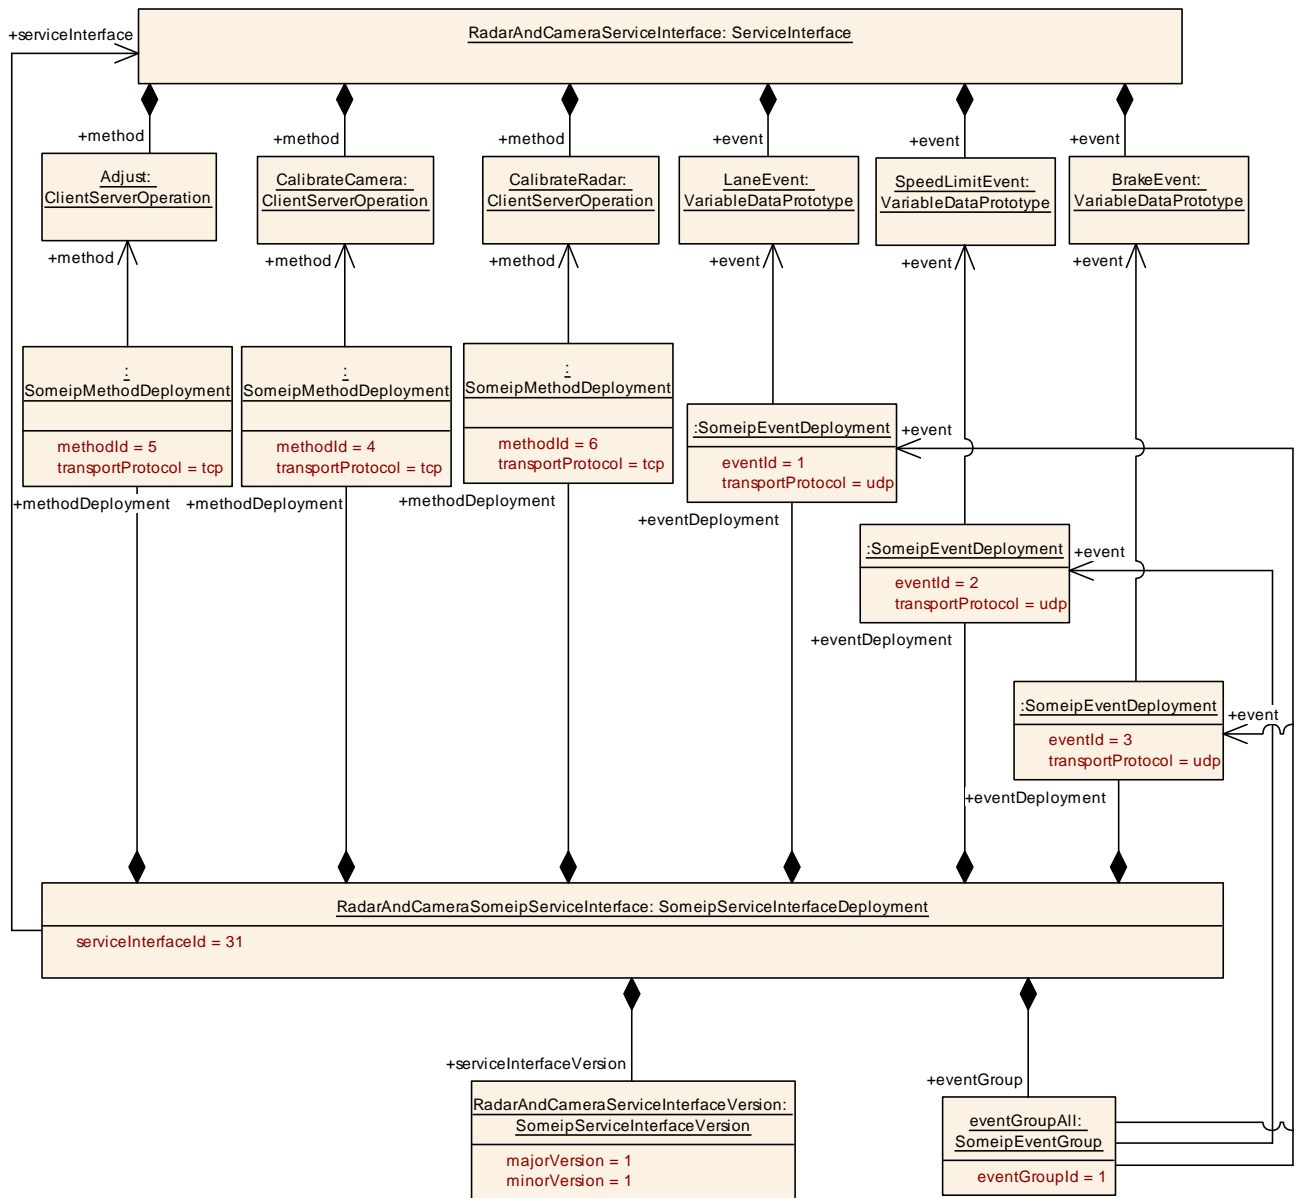 +serviceInterface
RadarAndCameraServiceInterface: ServiceInterface
+method
+method
+method
+event
+event
+event
Adjust:
ClientServerOperation
CalibrateCamera:
ClientServerOperation
CalibrateRadar:
ClientServerOperation
LaneEvent:
VariableDataPrototype
SpeedLimitEvent:
VariableDataPrototype
BrakeEvent:
VariableDataPrototype
+method
+method
+method
+event
+event
+event
:
SomeipMethodDeployment
methodId = 5
transportProtocol = tcp
+methodDeployment
:
SomeipMethodDeployment
methodId = 4
transportProtocol = tcp
+methodDeployment
:
SomeipMethodDeployment
methodId = 6
transportProtocol = tcp
+methodDeployment
:SomeipEventDeployment
eventId = 1
transportProtocol = udp
+event
+eventDeployment
:SomeipEventDeployment
eventId = 2
transportProtocol = udp
+event
+eventDeployment
:SomeipEventDeployment
eventId = 3
transportProtocol = udp
+event
+eventDeployment
RadarAndCameraSomeipServiceInterface: SomeipServiceInterfaceDeployment
serviceInterfaceId = 31
+serviceInterfaceVersion
RadarAndCameraServiceInterfaceVersion:
SomeipServiceInterfaceVersion
majorVersion = 1
minorVersion = 1
+eventGroup
eventGroupAll:
SomeipEventGroup
eventGroupId = 1